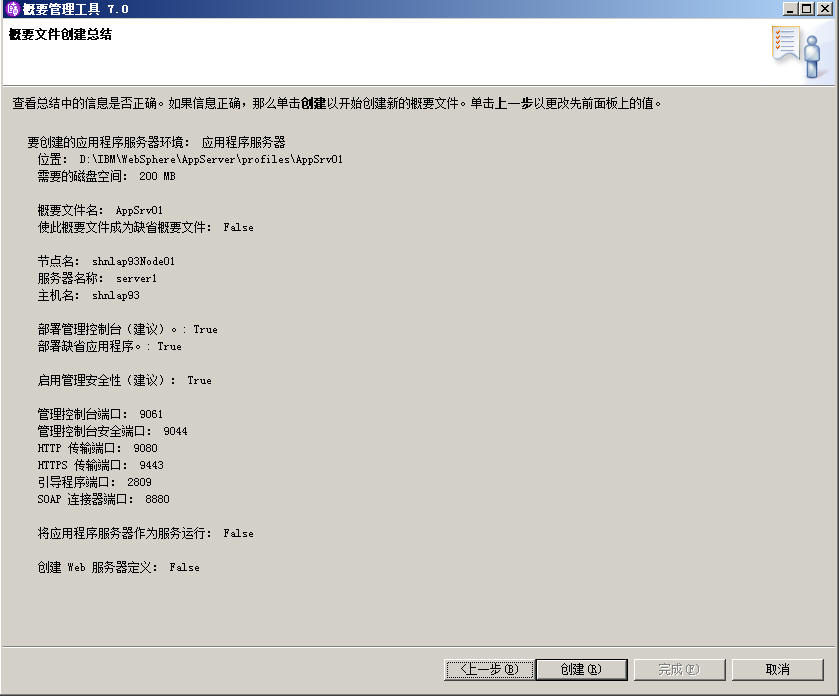 概要管理工具 7.0
概要文件创建总结
查看总结中的信息是否正确。如果信息正确，那么单击创建以开始创建新的概要文件。单击上一步以更改先前面板上的值。
要创建的应用程序服务器环境： 应用程序服务器
位置： D:\IBM\WebSphere\AppServer\profiles\AppSrv01
需要的磁盘空间： 200 MB
概要文件名： AppSrv01
使此概要文件成为缺省概要文件： False
节点名： shnlap93Node01
服务器名称： server1
主机名： shnlap93
部署管理控制台（建议）。: True
部署缺省应用程序。: True
启用管理安全性（建议）： True
管理控制台端口： 9061
管理控制台安全端口： 9044
HTTP 传输端口： 9080
HTTPS 传输端口： 9443
引导程序端口： 2809
SOAP 连接器端口： 8880
将应用程序服务器作为服务运行： False
创建 Web 服务器定义： False
<上一步(B) 创建(R) 完成(F) 取消